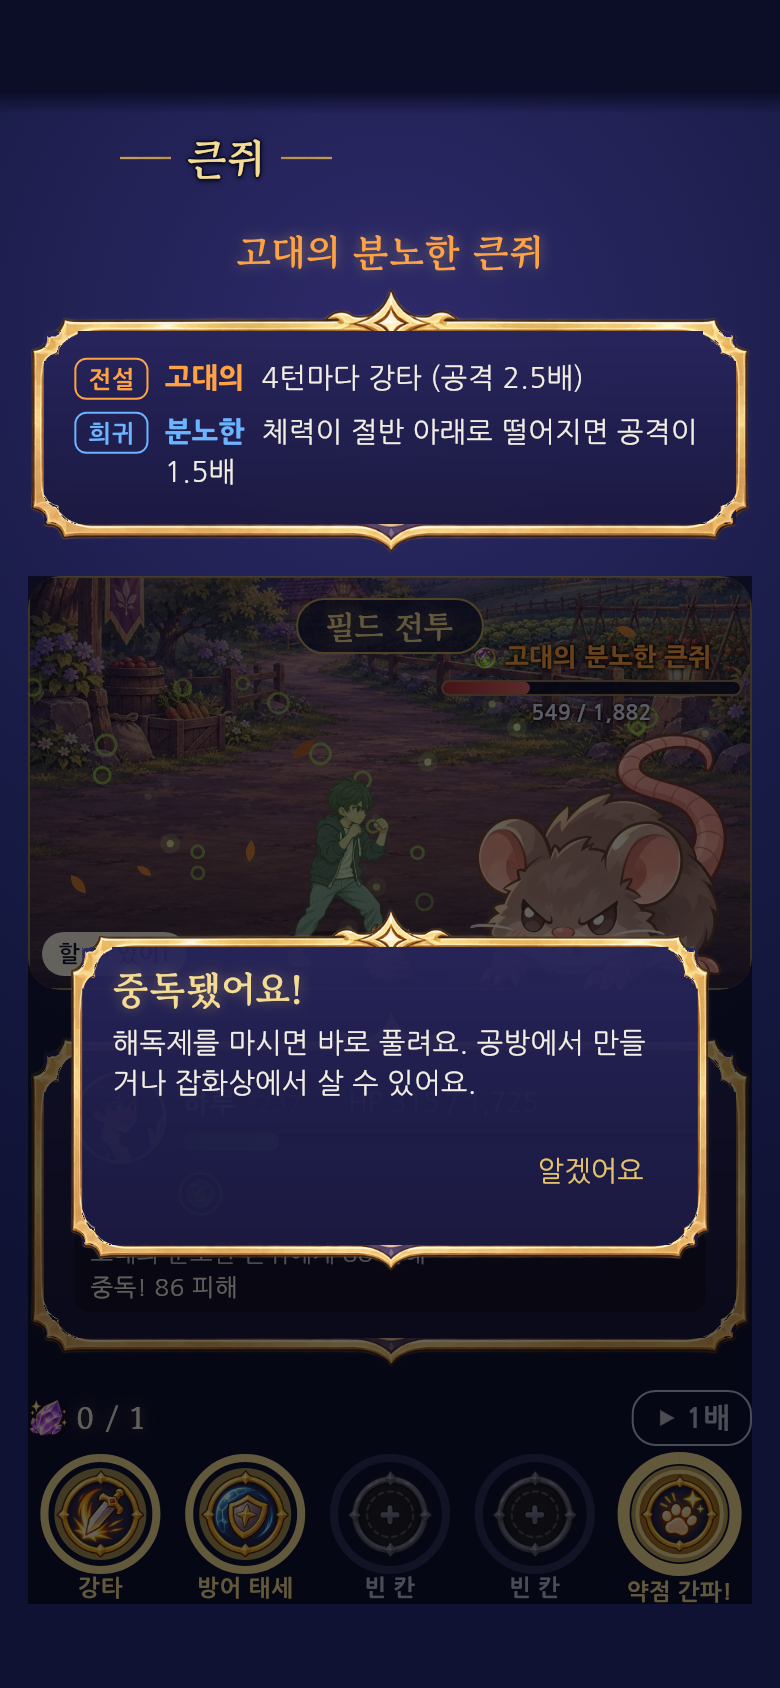 큰쥐
고대의 분노한 큰쥐
전설 고대의 4턴마다 강타 (공격 2.5배)
희귀 분노한 체력이 절반 아래로 떨어지면 공격이
1.5배
필드 전투
고대의 분노한 큰쥐
549 / 1,882
할
중독됐어요!
해독제를 마시면 바로 풀려요. 공방에서 만들
거나 잡화상에서 살 수 있어요.
알겠어요
중독! 86 피해
0 / 1
1배
강타
방어 태세
빈 칸
빈 칸
약점 간파!